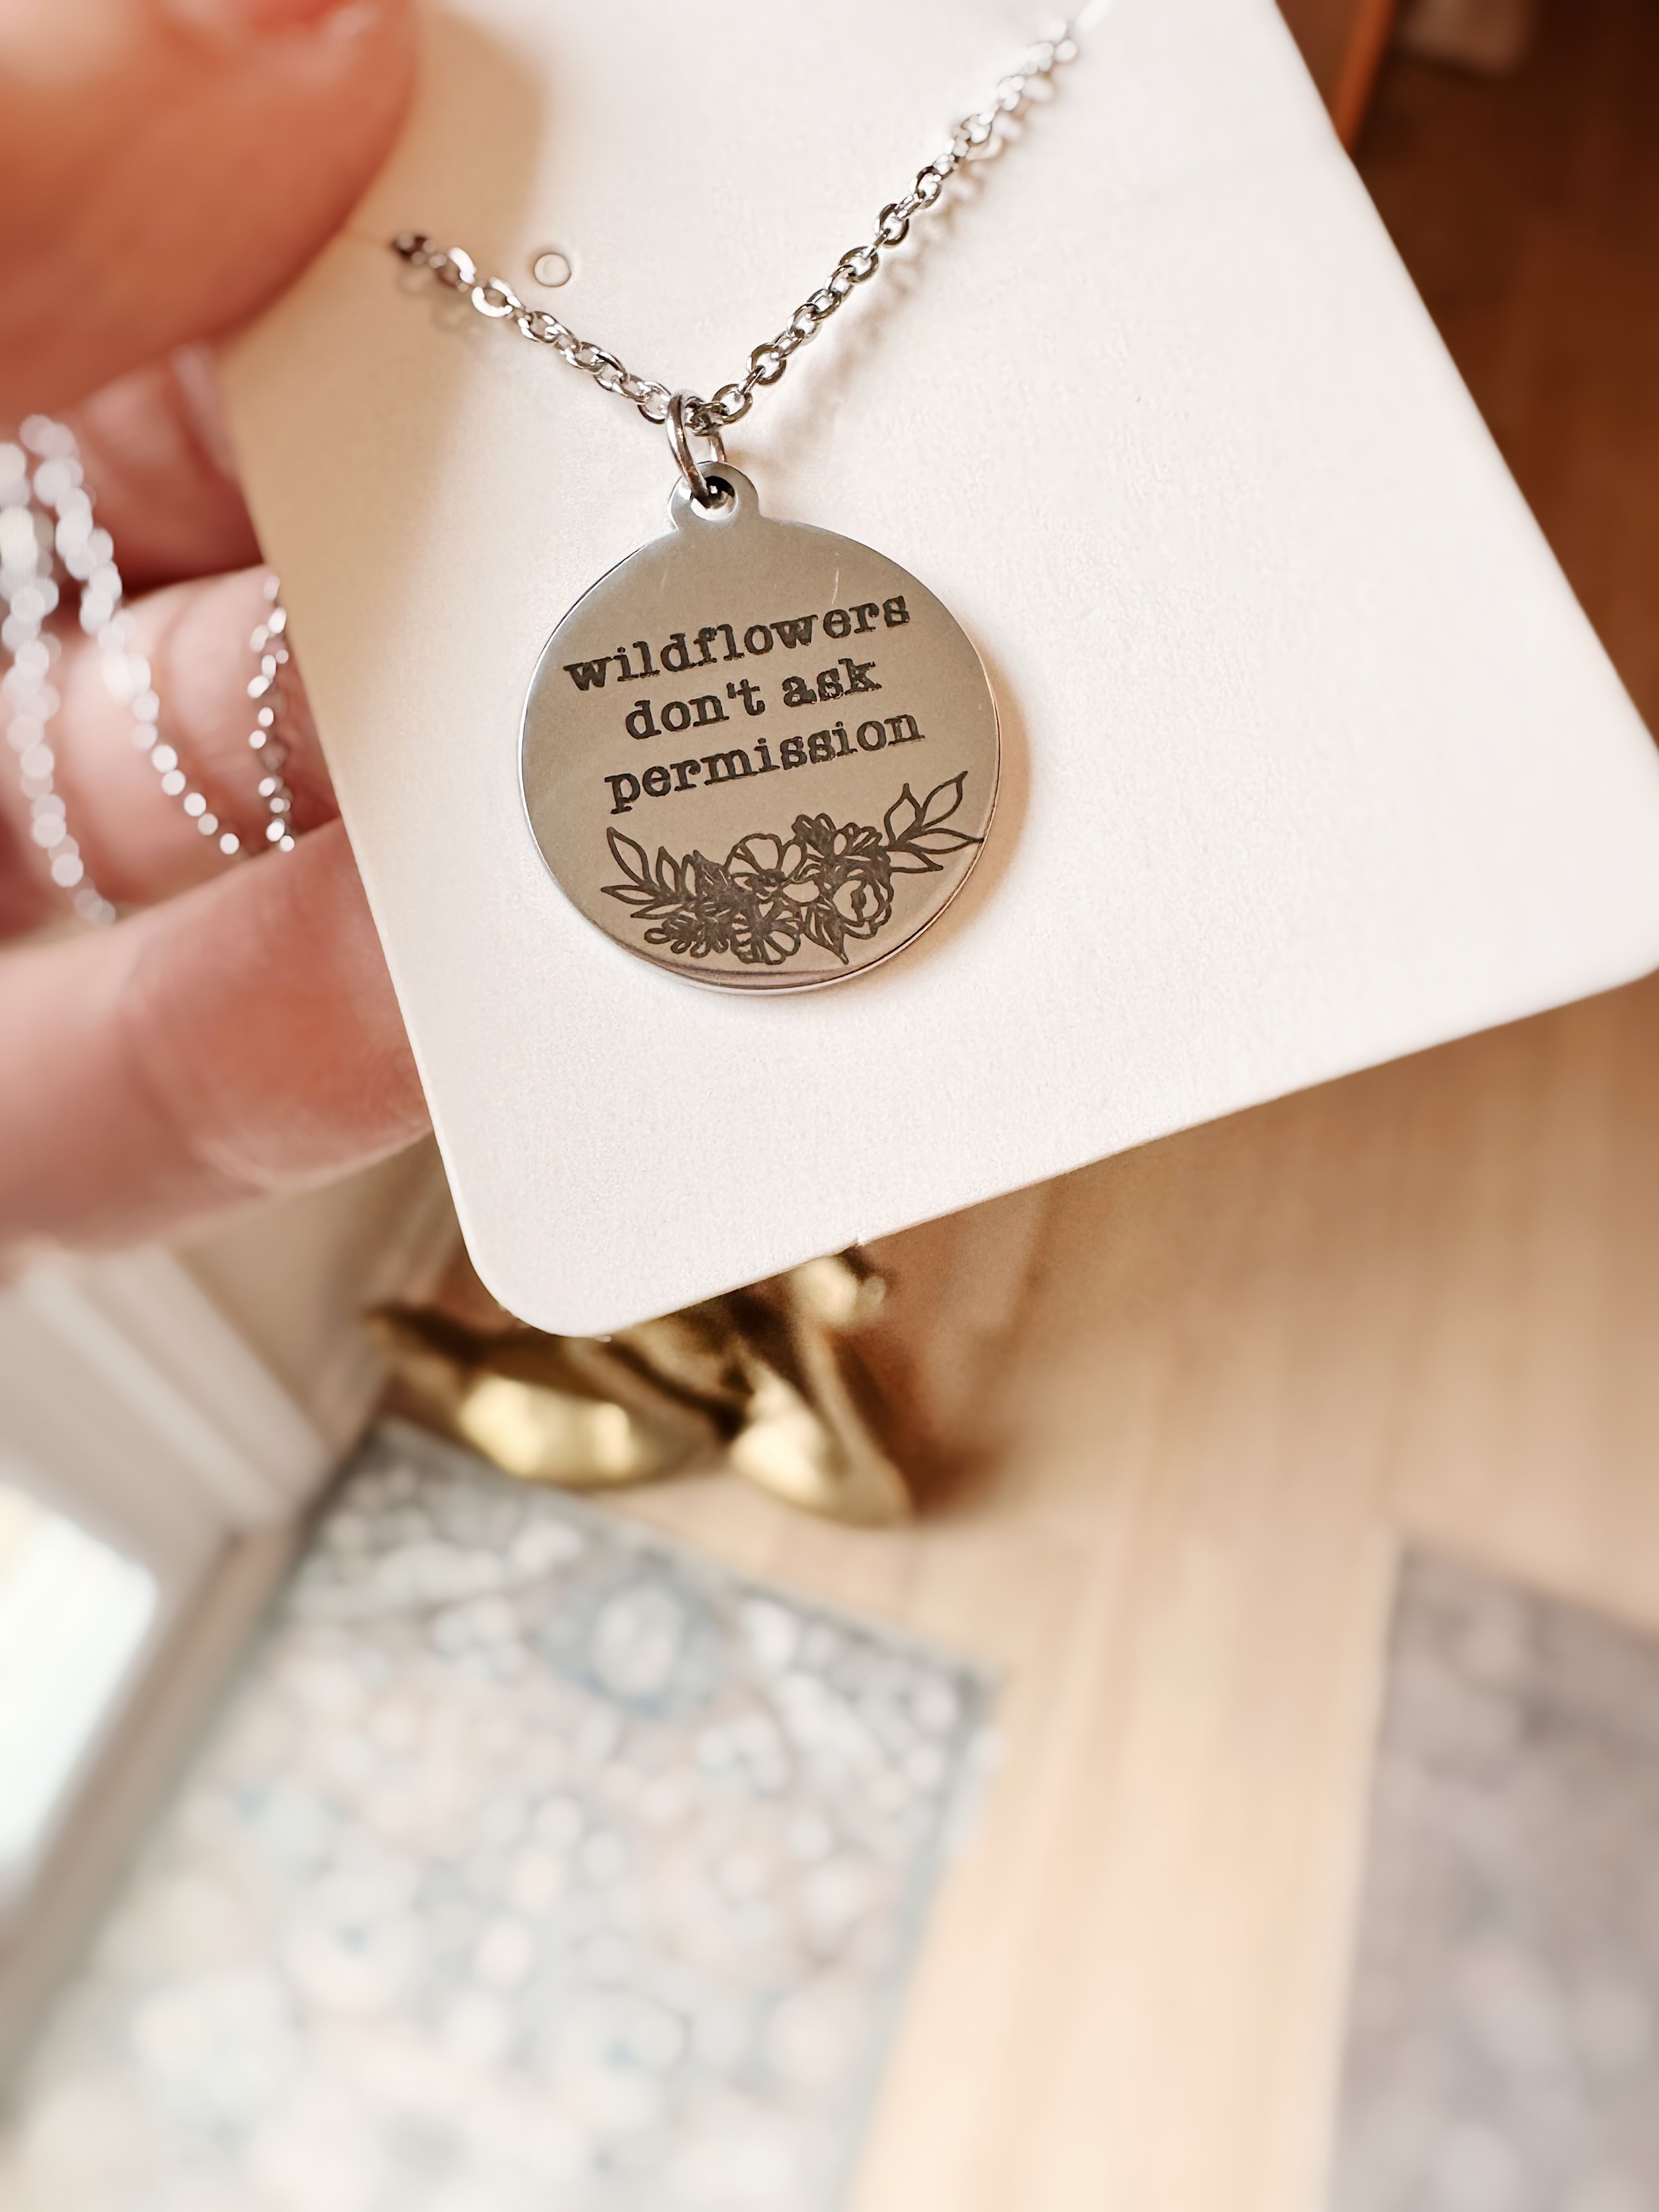 wildflowers
don't ask
permission